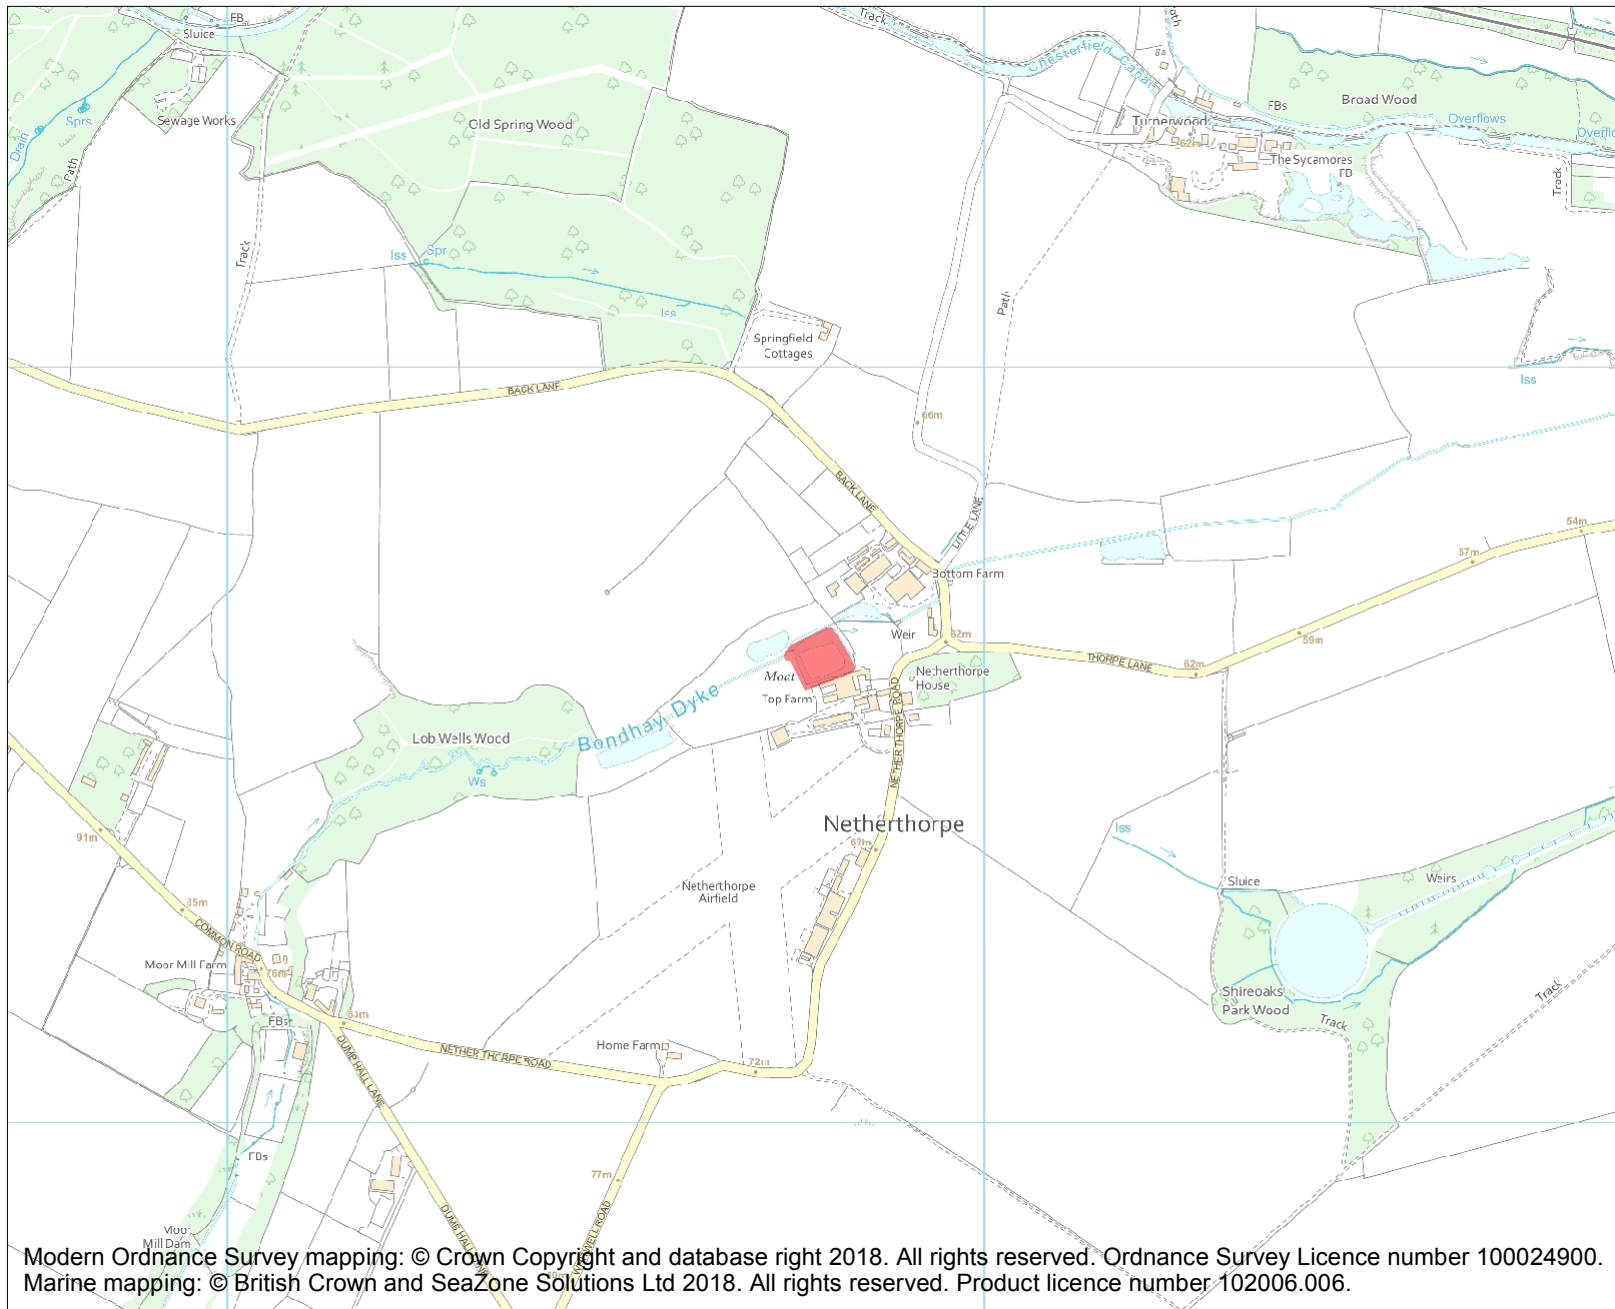 FB
Sluice
Track
Path
Chesterfield Canal
Sprs
Drain
Path
Sewage Works
Old Spring Wood
FBs
Broad Wood
Turnerwood
62m
Overflows
The Sycamores
FB
Track
Track
Iss
Spr
Iss
Path
Springfield
Cottages
Iss
BACK LANE
66m
BACK LANE
LITTLE LANE
54m
57m
Bottom Farm
Weir
62m
59m
THORPE LANE
62m
Moat
Netherthorpe
House
Top Farm
Bondhay Dyke
NETHERTHORPE ROAD
Lob Wells Wood
Ws
Netherthorpe
91m
Iss
Netherthorpe
Airfield
Sluice
Weirs
85m
COMMON ROAD
Moor Mill Farm
76m
Shireoaks
Park Wood
Track
Track
FBs
Home Farm
NETHER THORPE ROAD
72m
DUMP HALL LANE
FBs
77m
Moor
Mill Dam
Modern Ordnance Survey mapping: © Crown Copyright and database right 2018. All rights reserved. Ordnance Survey Licence number 100024900.
Marine mapping: © British Crown and SeaZone Solutions Ltd 2018. All rights reserved. Product licence number 102006.006.